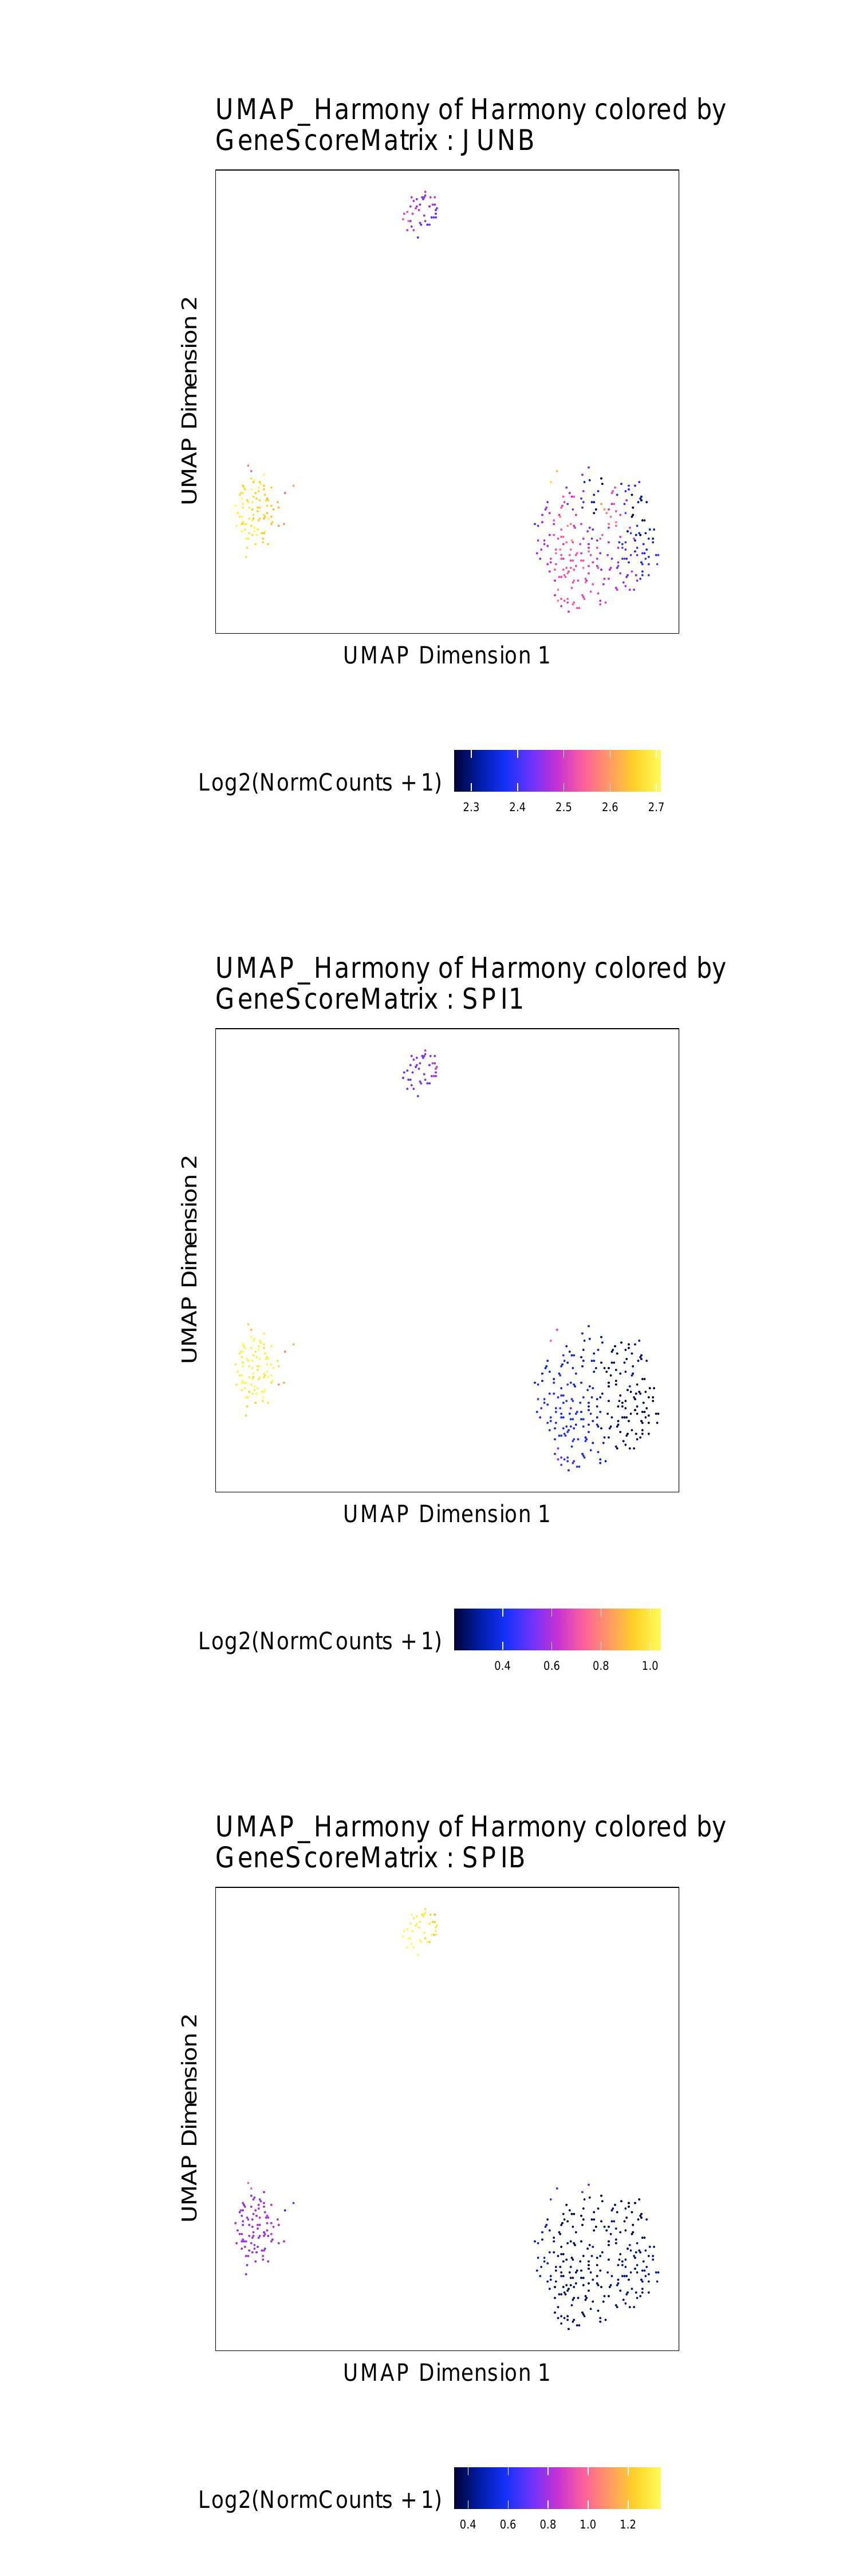 UMAP_Harmony of Harmony colored by
GeneScoreMatrix : JUNB
UMAP Dimension 2
UMAP Dimension 1
Log2(NormCounts +1)
2.3 2.4 2.5 2.6 2.7
UMAP_Harmony of Harmony colored by
GeneScoreMatrix : SPI1
UMAP Dimension 2
UMAP Dimension 1
Log2(NormCounts +1)
0.4 0.6 0.8 1.0
UMAP_Harmony of Harmony colored by
GeneScoreMatrix : SPIB
UMAP Dimension 2
UMAP Dimension 1
Log2(NormCounts +1)
0.4 0.6 0.8 1.0 1.2